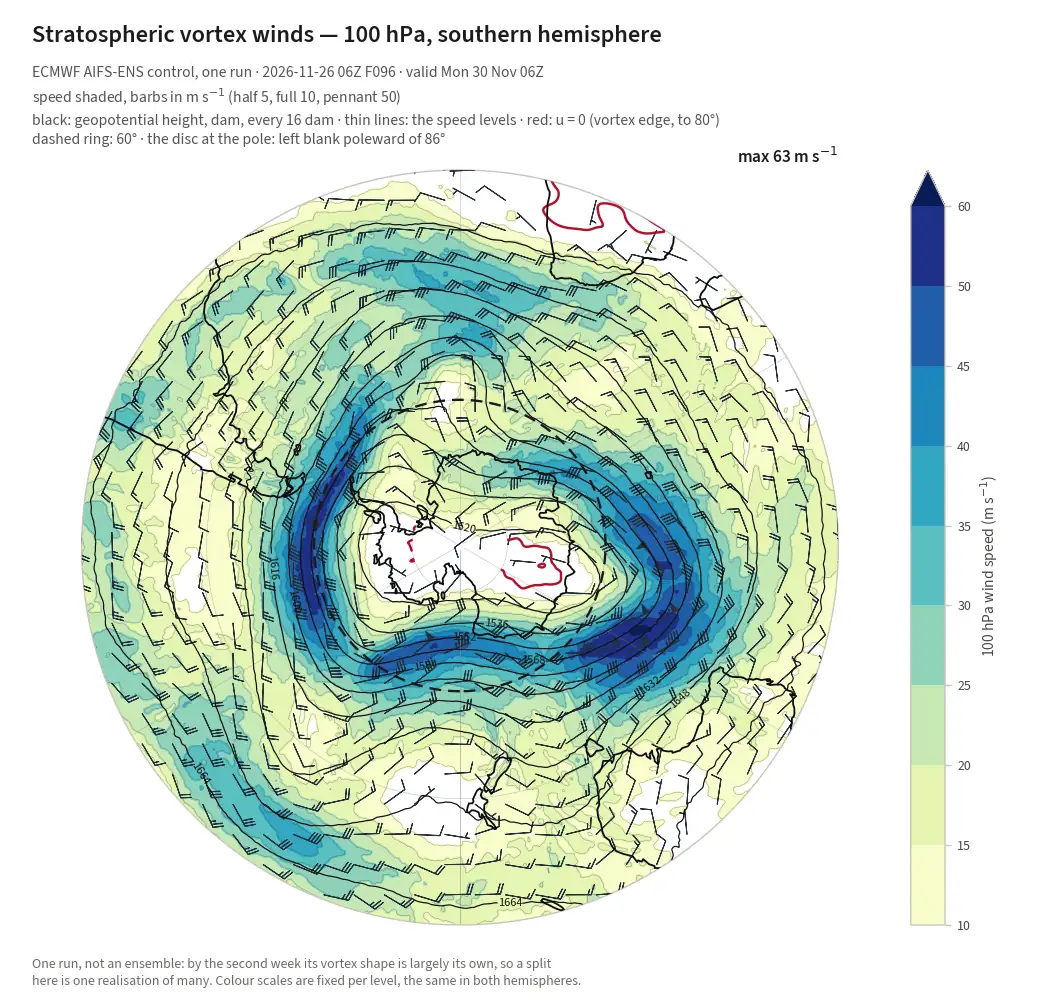 Stratospheric vortex winds — 100 hPa, southern hemisphere
ECMWF AIFS-ENS control, one run · 2026-11-26 06Z F096 · valid Mon 30 Nov 06Z
speed shaded, barbs in m s⁻¹ (half 5, full 10, pennant 50)
black: geopotential height, dam, every 16 dam · thin lines: the speed levels · red: u = 0 (vortex edge, to 80°)
dashed ring: 60° · the disc at the pole: left blank poleward of 86°
max 63 m s⁻¹
60
50
45
40
35
30
25
20
15
10
100 hPa wind speed (m s⁻¹)
1520
1616
1536
1568
1632
1648
1664
1664
One run, not an ensemble: by the second week its vortex shape is largely its own, so a split
here is one realisation of many. Colour scales are fixed per level, the same in both hemispheres.